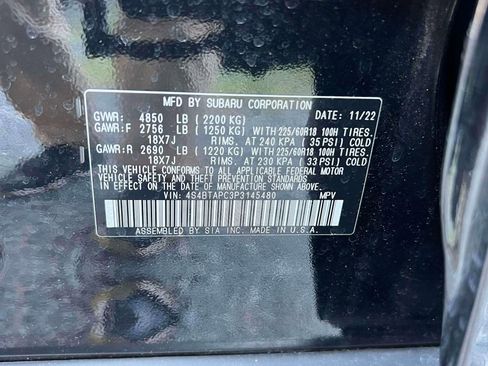 MFD BY SUBARU CORPORATION DATE: 11/22
GVWR: 4850 LB (2200 KG)
GAWR:F 2756 LB (1250 KG) WITH 225/60R18 100H TIRES.
18X7J RIMS. AT 240 KPA (35 PSI) COLD
GAWR:R 2690 LB (1220 KG) WITH 225/60R18 100H TIRES.
18X7J RIMS. AT 230 KPA (33 PSI) COLD
THIS VEHICLE CONFORMS TO ALL APPLICABLE FEDERAL MOTOR
VEHICLE SAFETY AND THEFT PREVENTION STANDARDS IN EFFECT
ON THE DATE OF MANUFACTURE SHOWN ABOVE.
VIN: 4S4BTAPC3P3145480 MPV
ASSEMBLED BY SIA INC. MADE IN U.S.A.